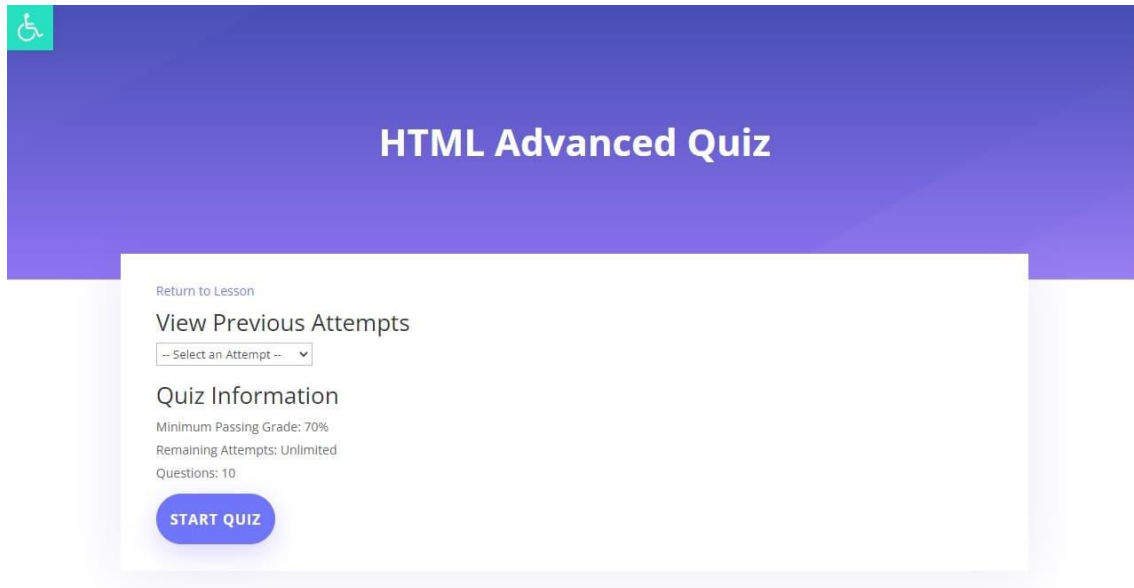 HTML Advanced Quiz
Return to Lesson
View Previous Attempts
-- Select an Attempt --
Quiz Information
Minimum Passing Grade: 70%
Remaining Attempts: Unlimited
Questions: 10
START QUIZ